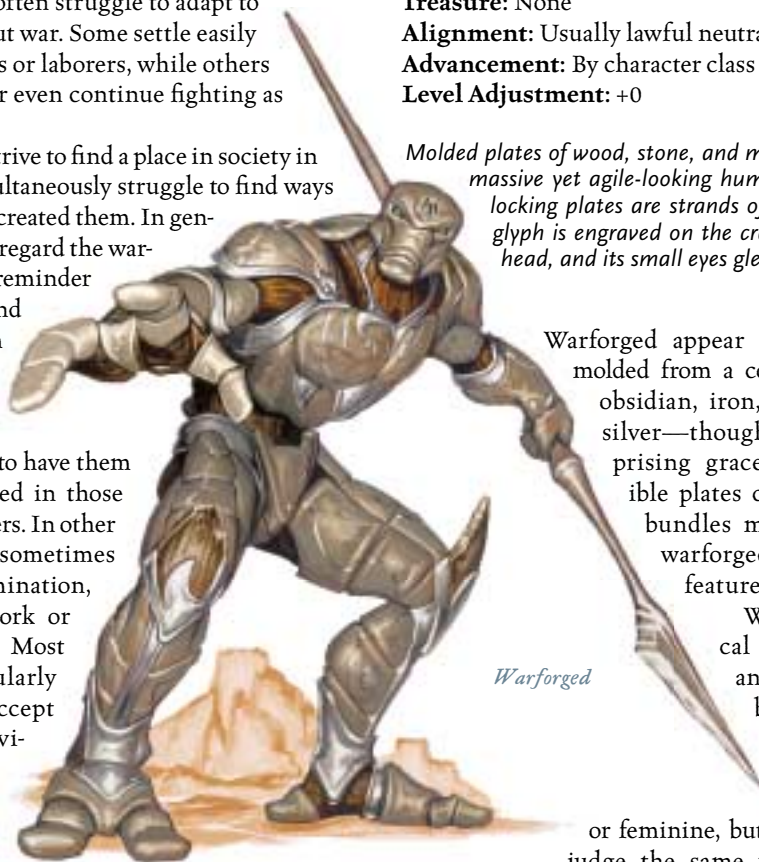 often struggle to adapt to
ut war. Some settle easily
s or laborers, while others
r even continue fighting as
trive to find a place in society in
ultaneously struggle to find ways
created them. In gen-
regard the war-
reminder
nd
to have them
ed in those
ers. In other
sometimes
mination,
ork or
Most
ularly
ccept
vi-
Treasure: None
Alignment: Usually lawful neutra
Advancement: By character class
Level Adjustment: +0
Molded plates of wood, stone, and m
massive yet agile-looking hum
locking plates are strands o
glyph is engraved on the cr
head, and its small eyes gle
Warforged appear
molded from a co
obsidian, iron,
silver—though
prising grace
ible plates c
bundles m
warforged
feature
W
cal
an
b
or feminine, but
judge the same
Warforged